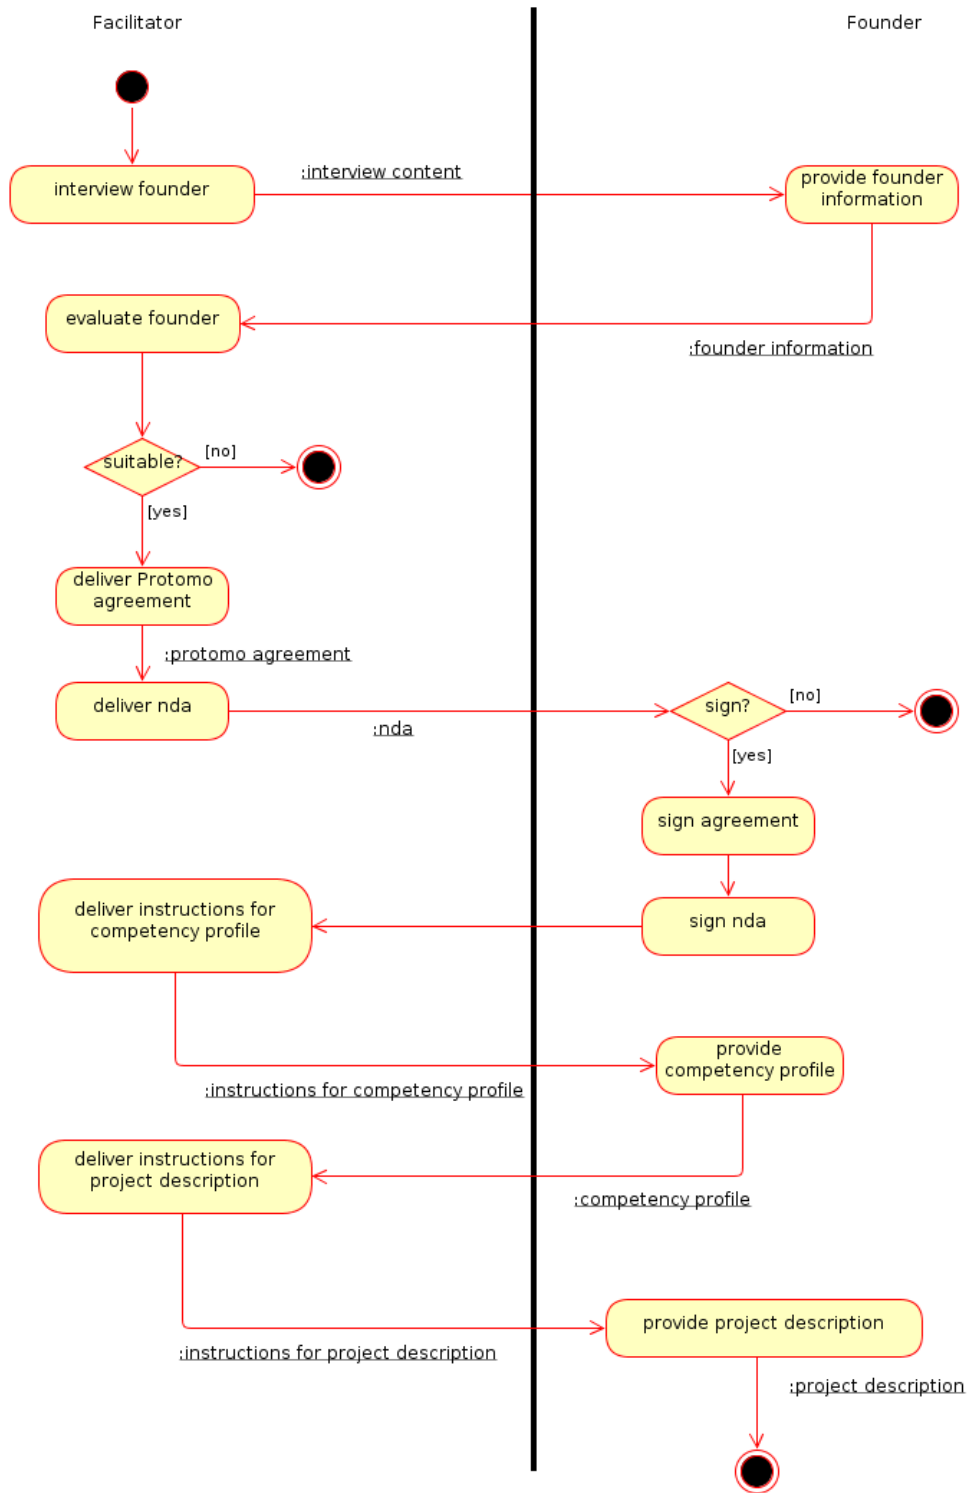 Facilitator
Founder
:interview content
interview founder
provide founder
information
evaluate founder
:founder information
suitable?
[no]
[yes]
deliver Protomo
agreement
:protomo agreement
deliver nda
:nda
sign?
[no]
[yes]
sign agreement
deliver instructions for
competency profile
sign nda
provide
competency profile
:instructions for competency profile
deliver instructions for
project description
:competency profile
provide project description
:instructions for project description
:project description